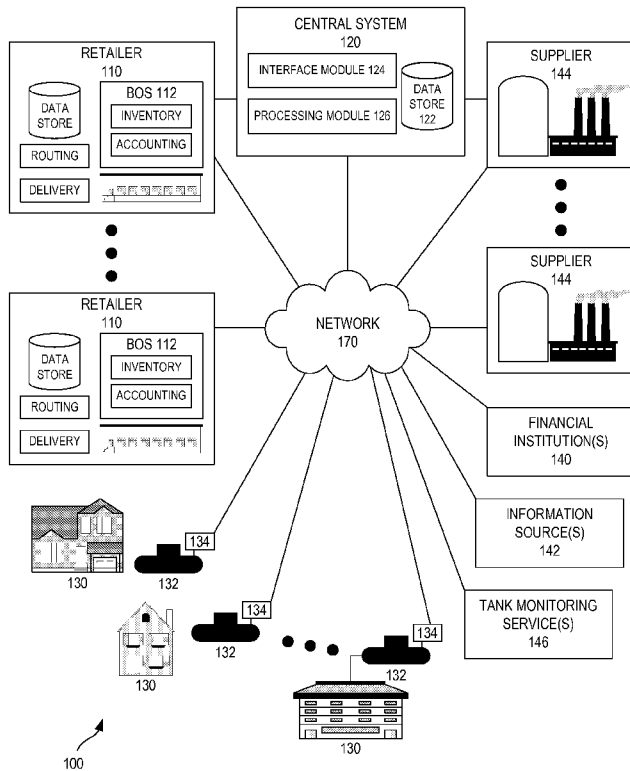 RETAILER
110
DATA
STORE
BOS 112
INVENTORY
ACCOUNTING
ROUTING
DELIVERY
CENTRAL SYSTEM
120
INTERFACE MODULE 124
PROCESSING MODULE 126
DATA
STORE
122
SUPPLIER
144
RETAILER
110
DATA
STORE
BOS 112
INVENTORY
ACCOUNTING
ROUTING
DELIVERY
NETWORK
170
SUPPLIER
144
FINANCIAL
INSTITUTION(S)
140
INFORMATION
SOURCE(S)
142
TANK MONITORING
SERVICE(S)
146
134
130
132
134
132
130
134
132
130
100